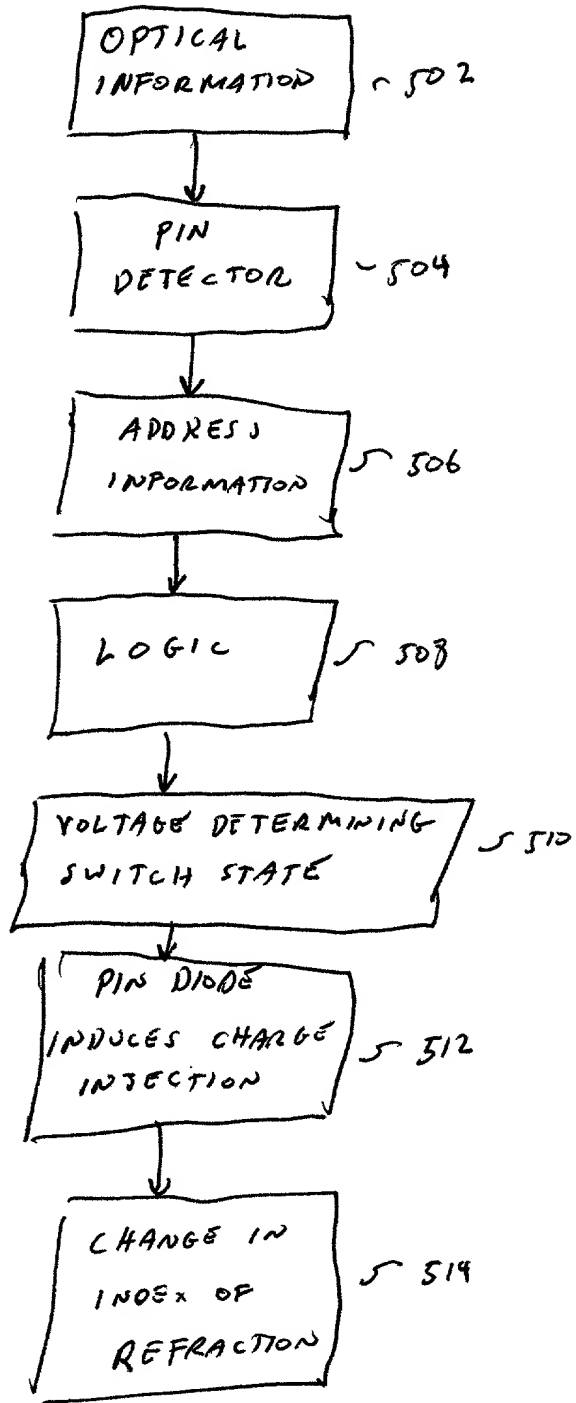 OPTICAL
INFORMATION
502
PIN
DETECTOR
504
ADDRESS
INFORMATION
506
LOGIC
508
VOLTAGE DETERMINING
SWITCH STATE
510
PIN DIODE
INDUCES CHARGE
INJECTION
512
CHANGE IN
INDEX OF
REFRACTION
514